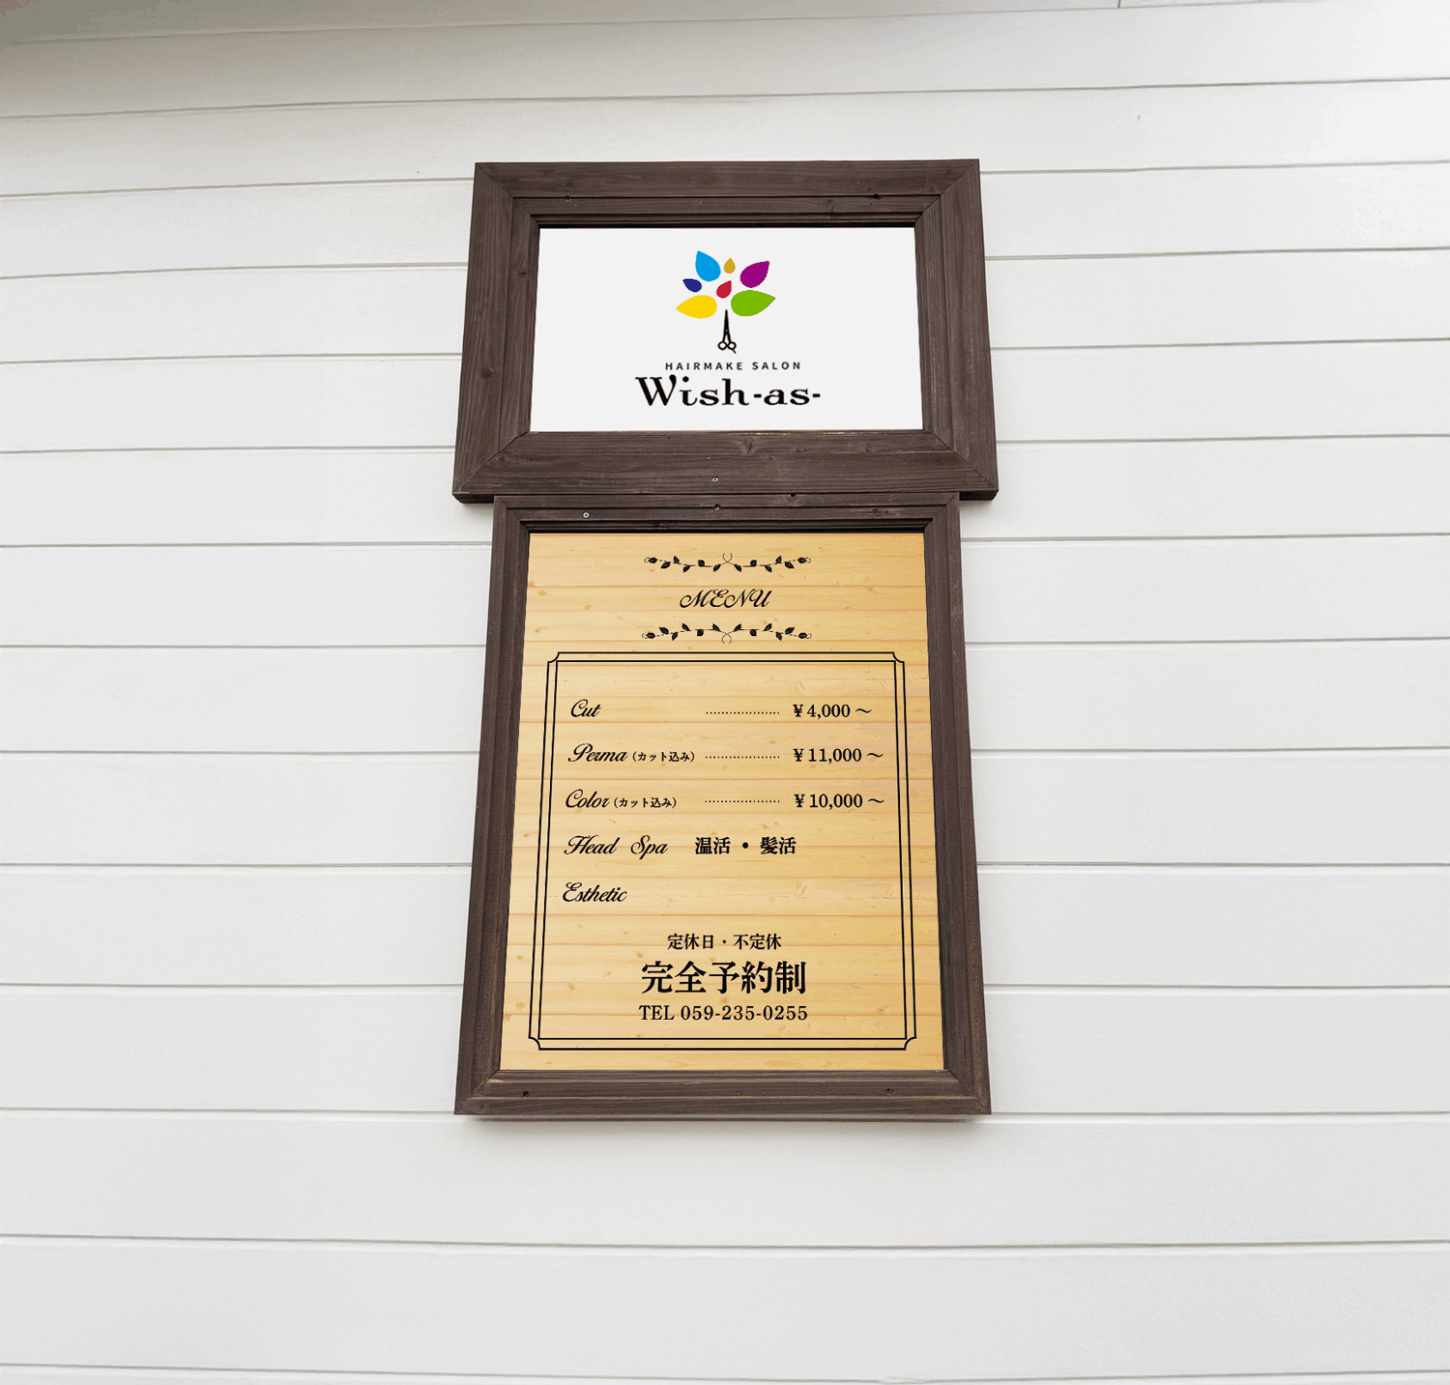 HAIRMAKE SALON
Wish-as-
MENU
Cut ………………… ¥4,000～
Perma（カット込み）………………… ¥11,000～
Color（カット込み）………………… ¥10,000～
Head Spa 温活・髪活
Esthetic
定休日・不定休
完全予約制
TEL 059-235-0255